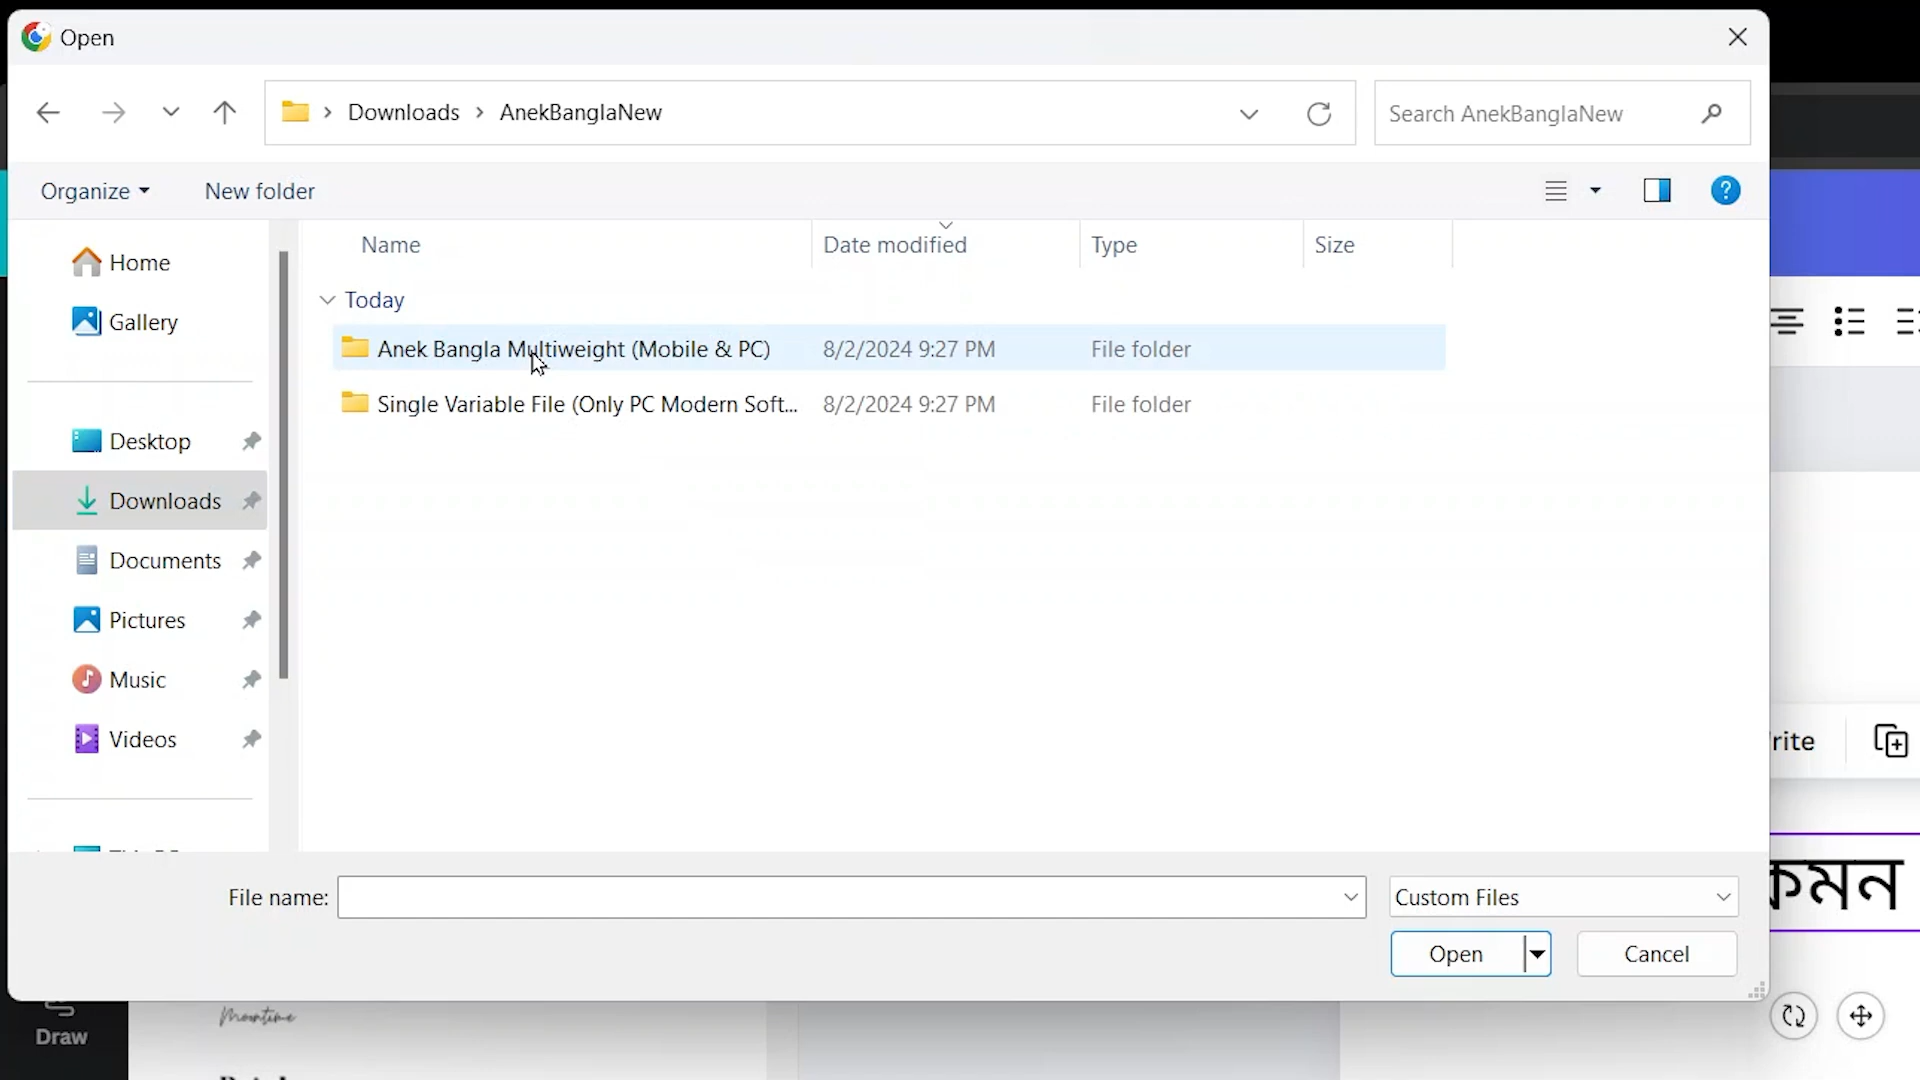 Open
Downloads > AnekBanglaNew
Search AnekBanglaNew
Organize
New folder
Home
Gallery
Desktop
Downloads
Documents
Pictures
Music
Videos
Name
Date modified
Type
Size
Today
Anek Bangla Multiweight (Mobile & PC)
8/2/2024 9:27 PM
File folder
Single Variable File (Only PC Modern Soft...
8/2/2024 9:27 PM
File folder
File name:
Custom Files
Open
Cancel
Draw
Moontime
rite
কেমন